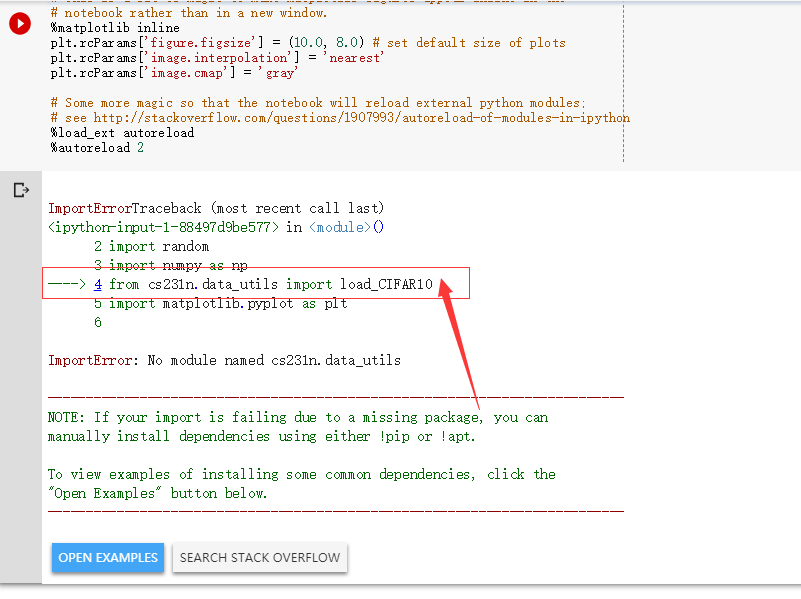 # notebook rather than in a new window.
%matplotlib inline
plt.rcParams['figure.figsize'] = (10.0, 8.0) # set default size of plots
plt.rcParams['image.interpolation'] = 'nearest'
plt.rcParams['image.cmap'] = 'gray'
# Some more magic so that the notebook will reload external python modules;
# see http://stackoverflow.com/questions/1907993/autoreload-of-modules-in-ipython
%load_ext autoreload
%autoreload 2
ImportErrorTraceback (most recent call last)
<ipython-input-1-88497d9be577> in <module>()
2 import random
3 import numpy as np
----> 4 from cs231n.data_utils import load_CIFAR10
5 import matplotlib.pyplot as plt
6
ImportError: No module named cs231n.data_utils
NOTE: If your import is failing due to a missing package, you can
manually install dependencies using either !pip or !apt.
To view examples of installing some common dependencies, click the
"Open Examples" button below.
OPEN EXAMPLES SEARCH STACK OVERFLOW